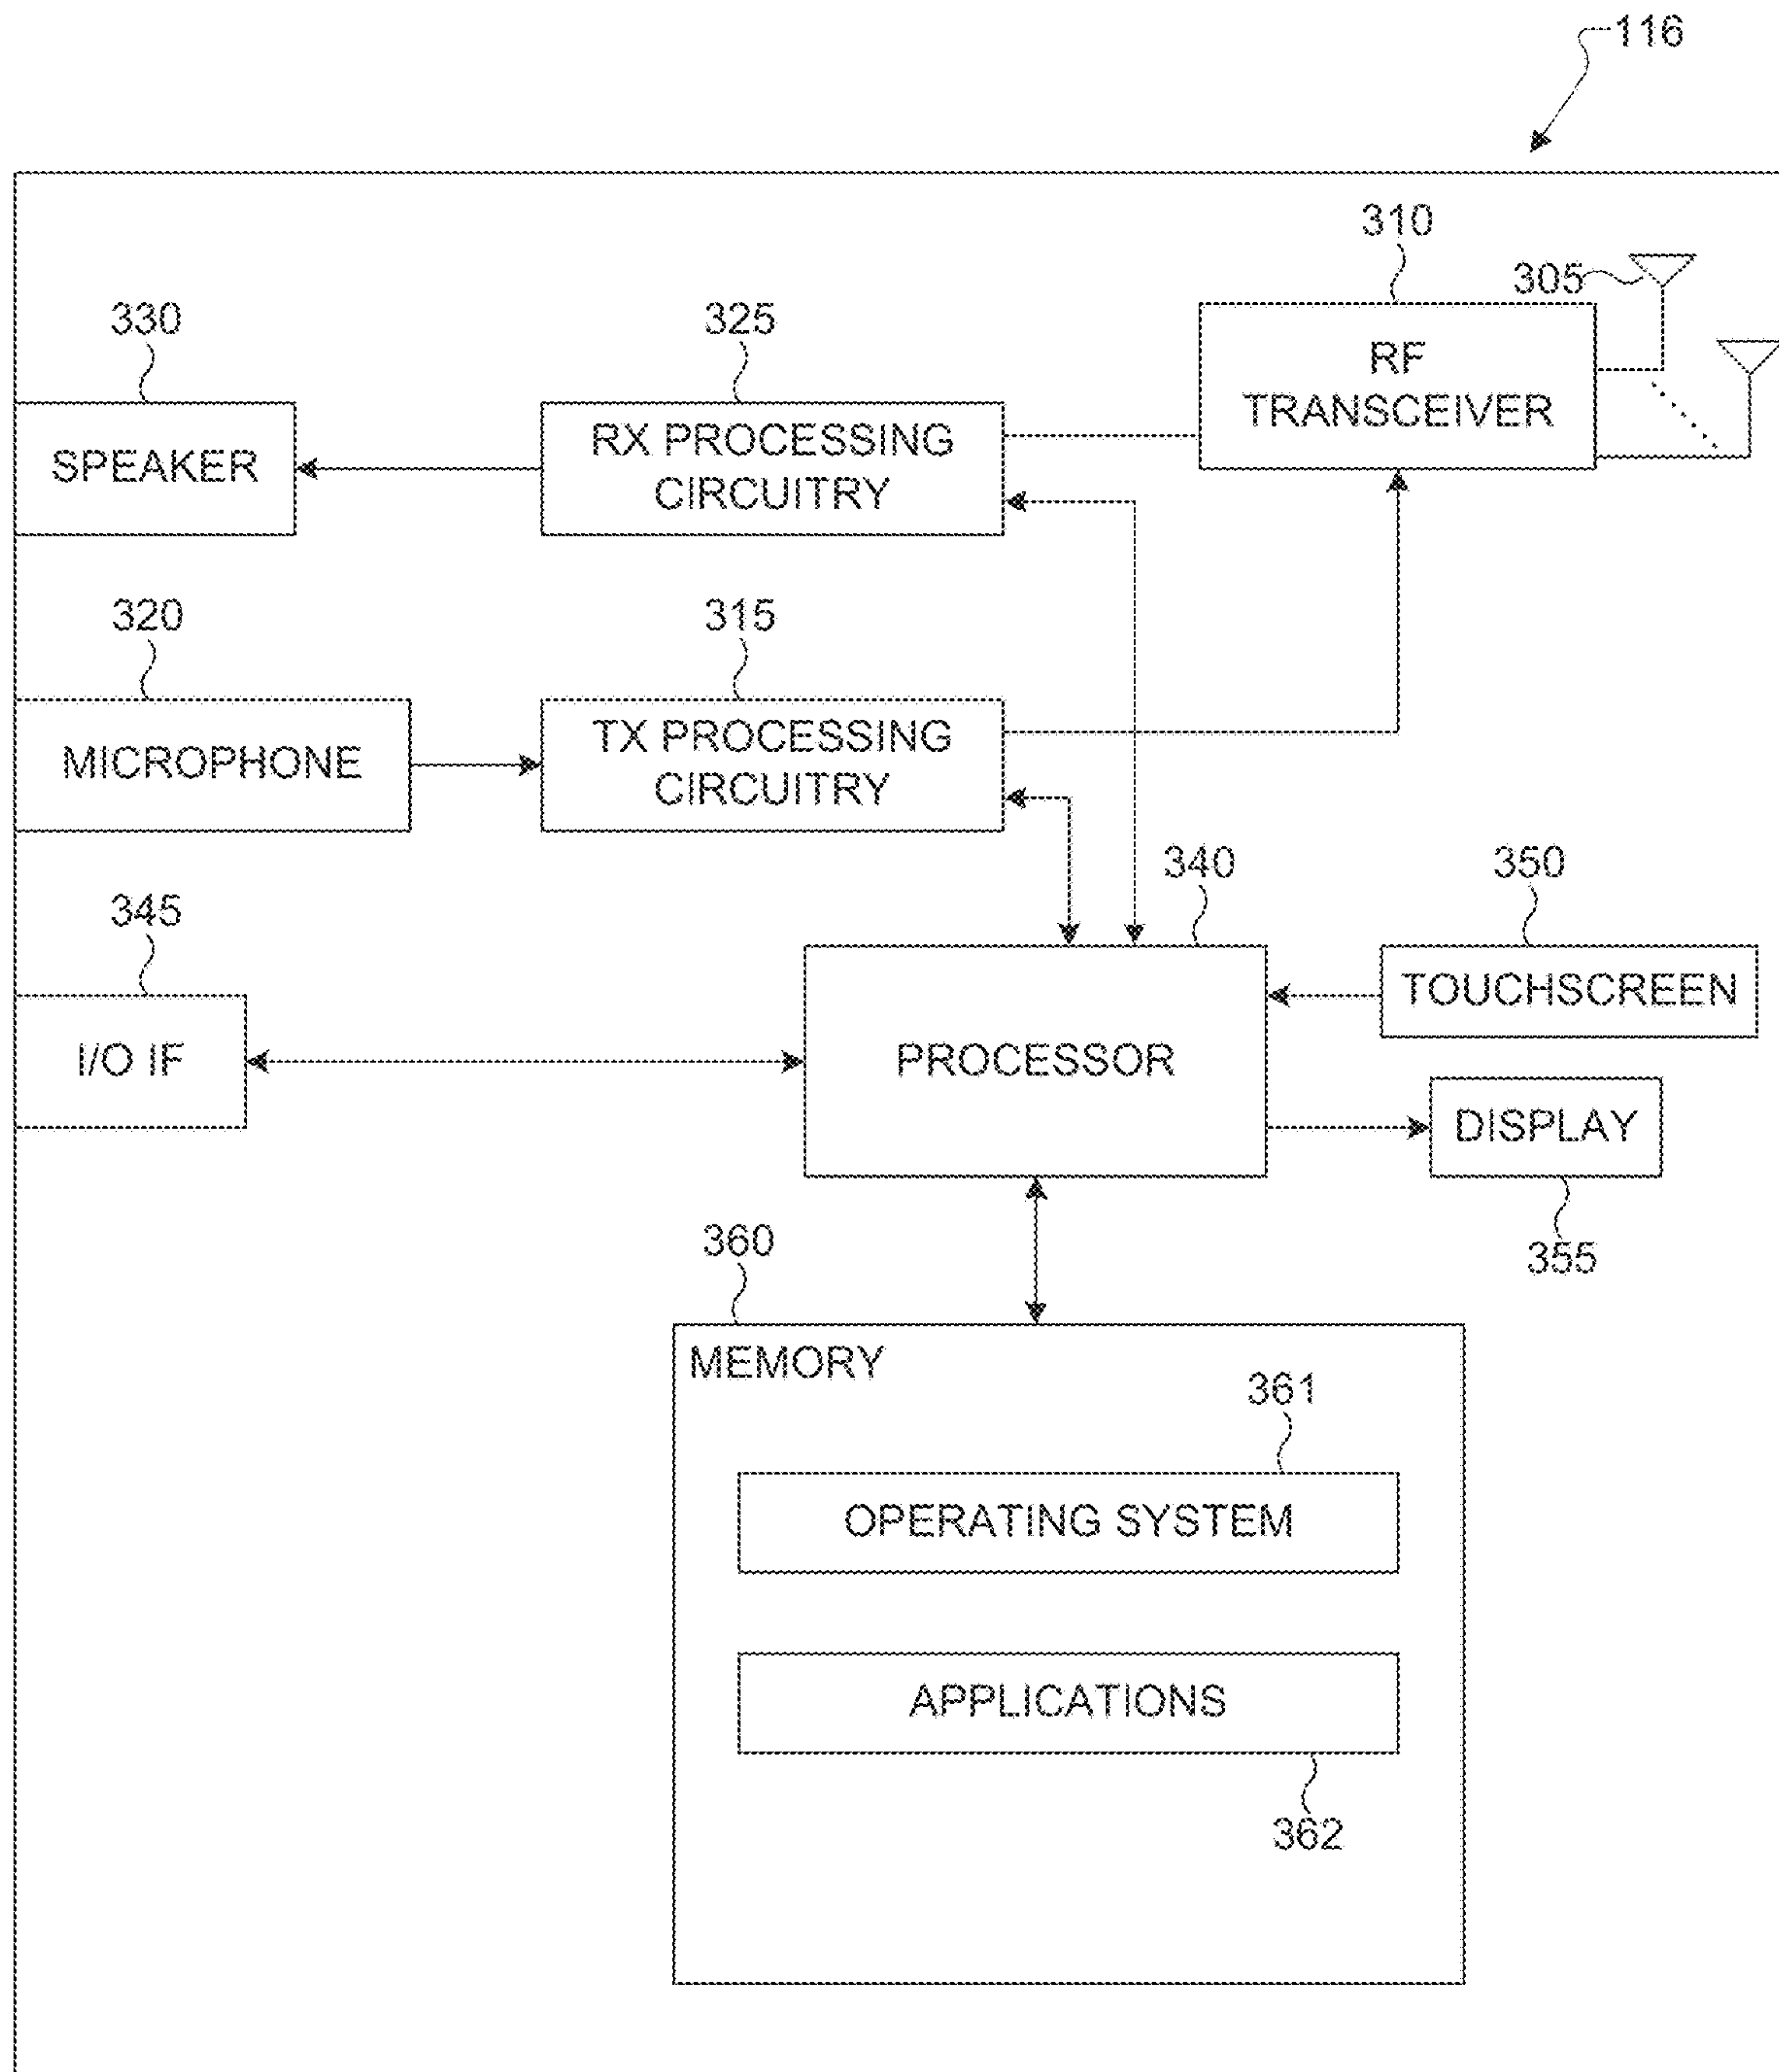 116
310
305
330
325
RF
TRANSCEIVER
SPEAKER
RX PROCESSING
CIRCUITRY
320
315
MICROPHONE
TX PROCESSING
CIRCUITRY
340
350
345
TOUCHSCREEN
I/O IF
PROCESSOR
DISPLAY
360
355
MEMORY
361
OPERATING SYSTEM
APPLICATIONS
362